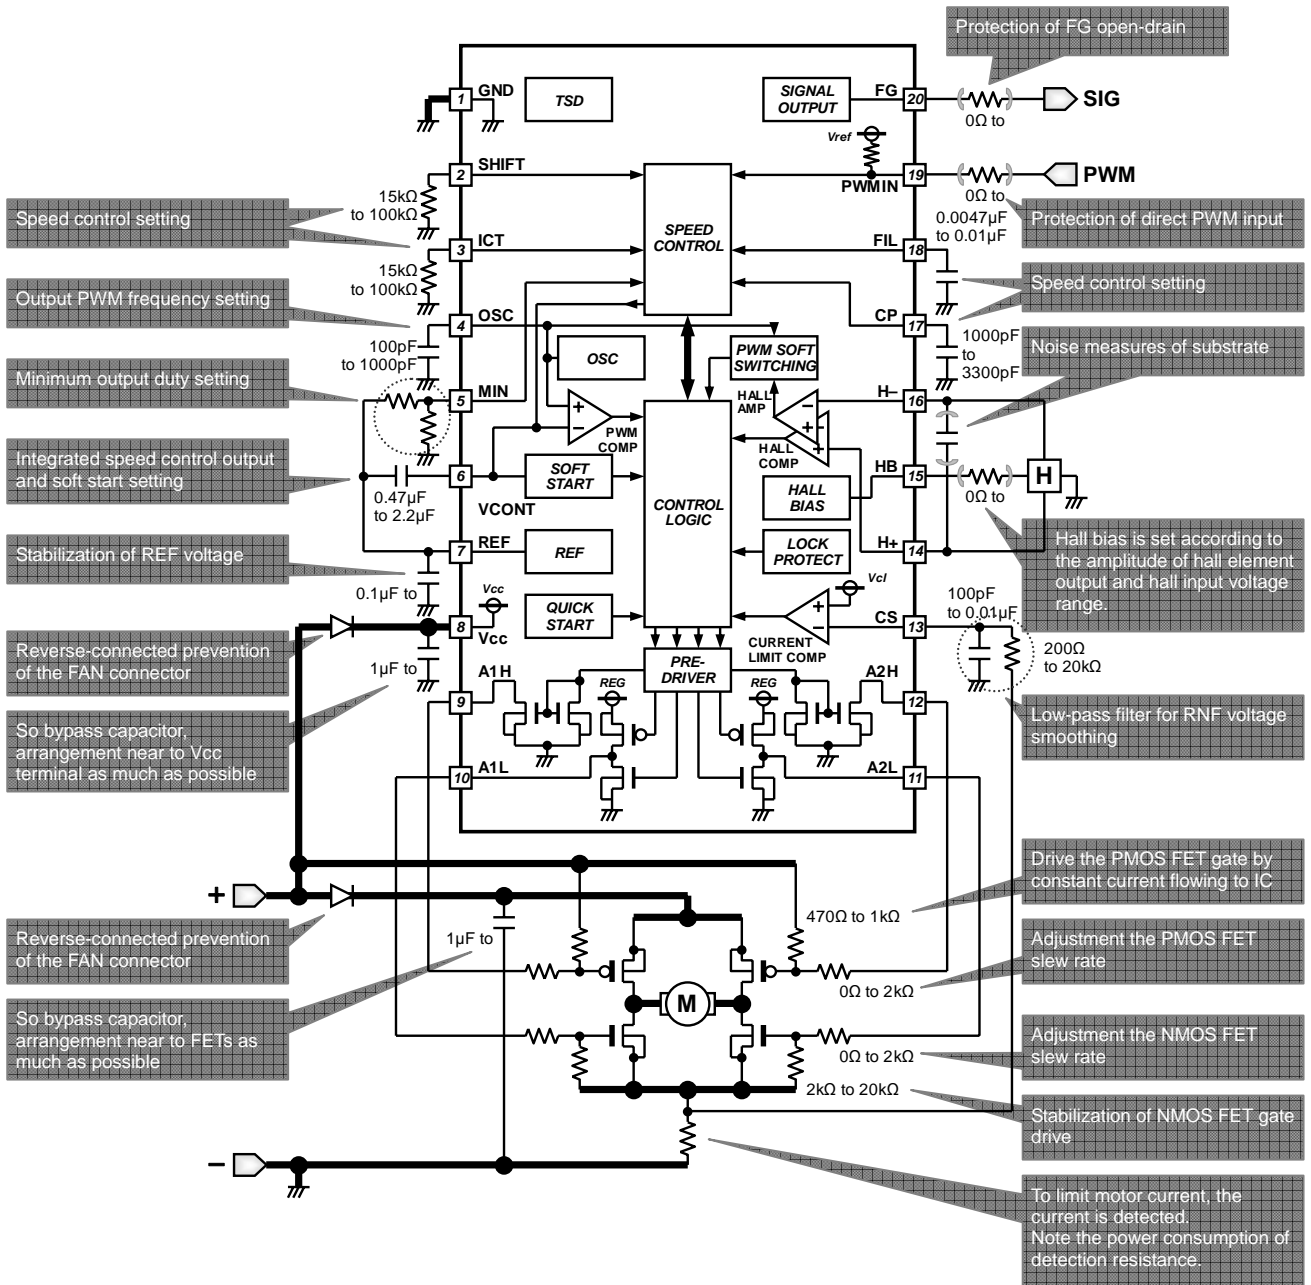 Protection of FG open-drain
1
GND
TSD
SIGNAL
OUTPUT
FG
20
SIG
0Ω to
Vref
2
SHIFT
PWMIN
19
PWM
0Ω to
15kΩ
to 100kΩ
Speed control setting
SPEED
CONTROL
0.0047µF
to 0.01µF
Protection of direct PWM input
3
ICT
FIL
18
15kΩ
to 100kΩ
Output PWM frequency setting
Speed control setting
4
OSC
CP
17
100pF
to 1000pF
OSC
PWM SOFT
SWITCHING
1000pF
to
3300pF
Noise measures of substrate
Minimum output duty setting
5
MIN
HALL
AMP
H–
16
+
–
PWM
COMP
–
–
+
+
HALL
COMP
Integrated speed control output
and soft start setting
6
VCONT
SOFT
START
CONTROL
LOGIC
HALL
BIAS
HB
15
H
0Ω to
0.47µF
to 2.2µF
Stabilization of REF voltage
7
REF
REF
LOCK
PROTECT
H+
14
Hall bias is set according to
the amplitude of hall element
output and hall input voltage
range.
0.1µF to
Vcc
Vcl
QUICK
START
+
–
CS
13
100pF
to 0.01µF
8
Vcc
CURRENT
LIMIT COMP
200Ω
to 20kΩ
Reverse-connected prevention
of the FAN connector
1µF to
A1H
REG
PRE-
DRIVER
REG
A2H
9
12
Low-pass filter for RNF voltage
smoothing
So bypass capacitor,
arrangement near to Vcc
terminal as much as possible
10
A1L
A2L
11
Drive the PMOS FET gate by
constant current flowing to IC
+
470Ω to 1kΩ
Reverse-connected prevention
of the FAN connector
1µF to
Adjustment the PMOS FET
slew rate
0Ω to 2kΩ
M
So bypass capacitor,
arrangement near to FETs as
much as possible
Adjustment the NMOS FET
slew rate
0Ω to 2kΩ
2kΩ to 20kΩ
Stabilization of NMOS FET gate
drive
–
To limit motor current, the
current is detected.
Note the power consumption of
detection resistance.